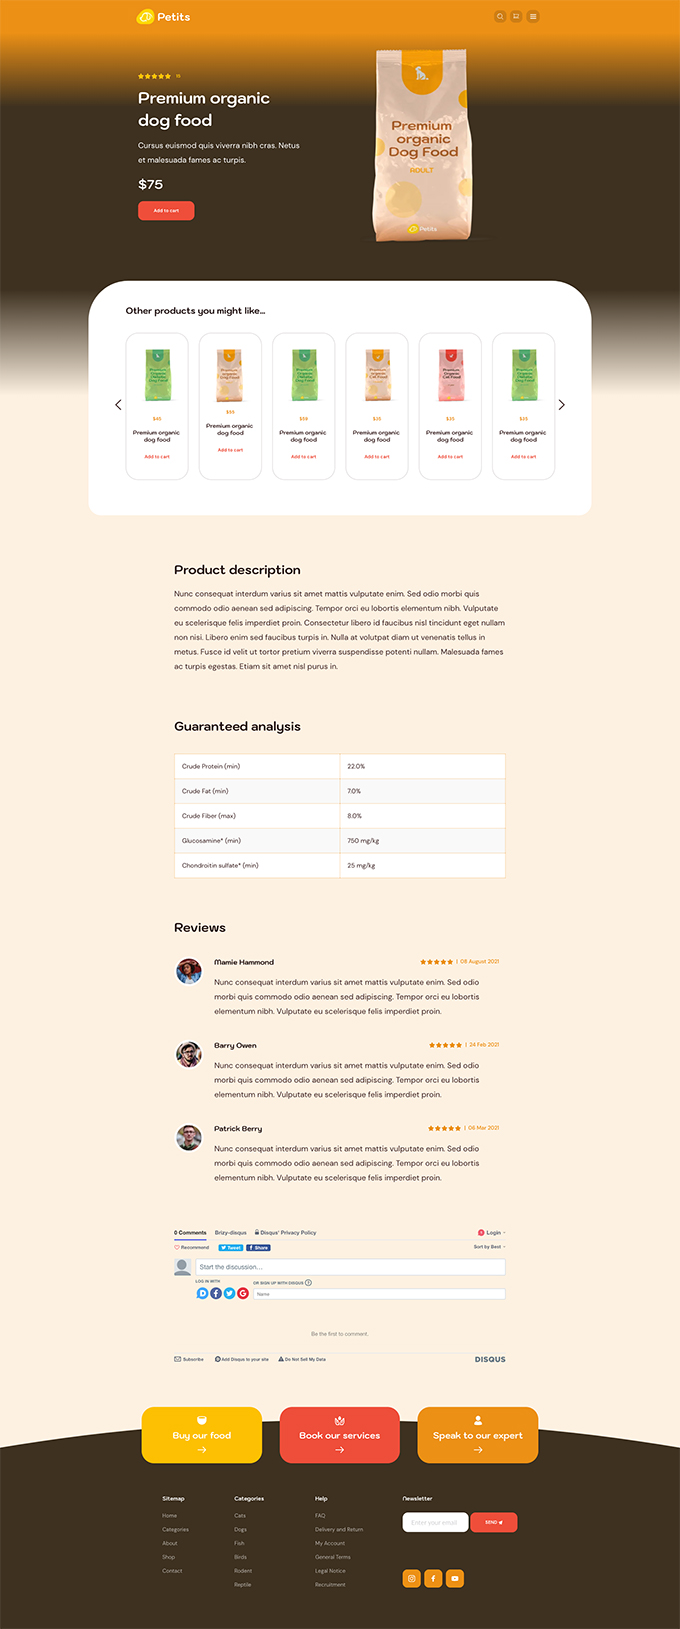 Petits
10
Premium organic
dog food
Cursus euismod quis viverra nibh cras. Netus
et malesuada fames ac turpis.
$75
Add to cart
Premium
organic
Dog Food
ADULT
Petits
Other products you might like...
$45
Premium organic
dog food
Add to cart
$55
Premium organic
dog food
Add to cart
Premium organic
dog food
Add to cart
Premium organic
dog food
Add to cart
$35
Premium organic
dog food
Add to cart
$35
Premium organic
dog food
Add to cart
Product description
Nunc consequat interdum varius sit amet mattis vulputate enim. Sed odio morbi quis
commodo odio aenean sed adipiscing. Tempor orci eu lobortis elementum nibh. Vulputate
eu scelerisque felis imperdiet proin. Consectetur libero id faucibus nisl tincidunt eget nullam
non nisi. Libero enim sed faucibus turpis in. Nulla at volutpat diam ut venenatis tellus in
metus. Fusce id velit ut tortor pretium viverra suspendisse potenti nullam. Malesuada fames
ac turpis egestas. Etiam sit amet nisl purus in.
Guaranteed analysis
Crude Protein (min) 22.0%
Crude Fat (min) 7.0%
Crude Fiber (max) 8.0%
Glucosamine* (min) 750 mg/kg
Chondroitin sulfate* (min) 25 mg/kg
Reviews
Mamie Hammond | 08 August 2021
Nunc consequat interdum varius sit amet mattis vulputate enim. Sed odio
morbi quis commodo odio aenean sed adipiscing. Tempor orci eu lobortis
elementum nibh. Vulputate eu scelerisque felis imperdiet proin.
Barry Owen | 24 Feb 2021
Nunc consequat interdum varius sit amet mattis vulputate enim. Sed odio
morbi quis commodo odio aenean sed adipiscing. Tempor orci eu lobortis
elementum nibh. Vulputate eu scelerisque felis imperdiet proin.
Patrick Berry | 06 Mar 2021
Nunc consequat interdum varius sit amet mattis vulputate enim. Sed odio
morbi quis commodo odio aenean sed adipiscing. Tempor orci eu lobortis
elementum nibh. Vulputate eu scelerisque felis imperdiet proin.
0 Comments Brizy-disqus Disqus' Privacy Policy Login
Recommend Tweet Share Sort by Best
Start the discussion...
LOG IN WITH
OR SIGN UP WITH DISQUS ?
Name
Be the first to comment.
Subscribe Add Disqus to your site Do Not Sell My Data DISQUS
Buy our food
Book our services
Speak to our expert
Sitemap
Home
Categories
About
Shop
Contact
Categories
Cats
Dogs
Fish
Birds
Rodent
Reptile
Help
FAQ
Delivery and Return
My Account
General Terms
Legal Notice
Recruitment
Newsletter
Enter your email
SEND